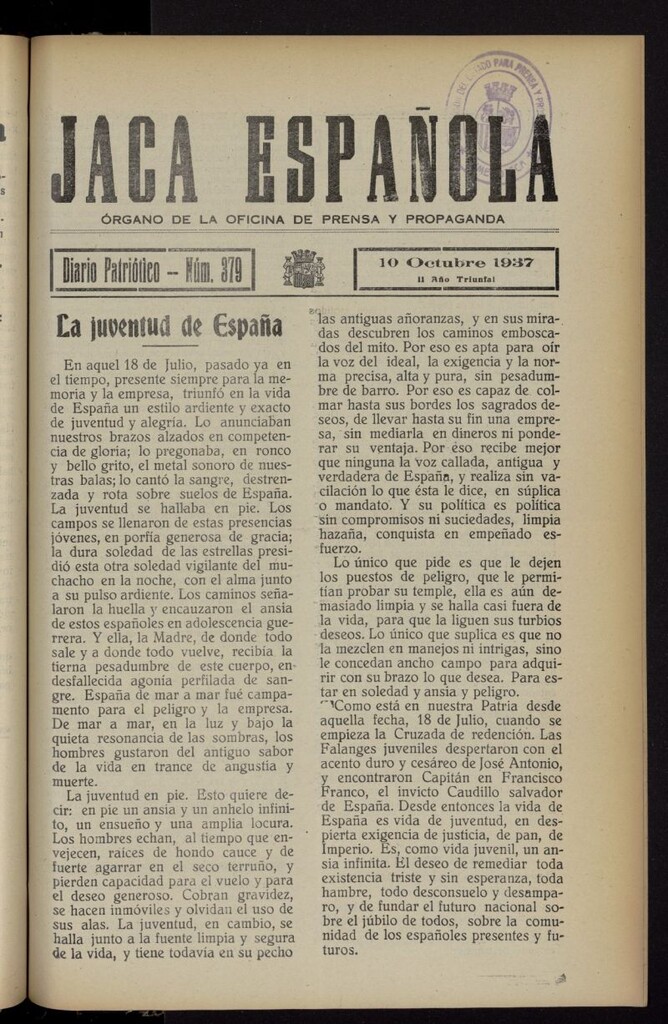 JACA ESPAÑOLA
ÓRGANO DE LA OFICINA DE PRENSA Y PROPAGANDA
Diario Patriótico — Núm. 379
10 Octubre 1937
II Año Triunfal
La juventud de España
En aquel 18 de Julio, pasado ya en
el tiempo, presente siempre para la me-
moria y la empresa, triunfó en la vida
de España un estilo ardiente y exacto
de juventud y alegría. Lo anunciaban
nuestros brazos alzados en competen-
cia de gloria; lo pregonaba, en ronco
y bello grito, el metal sonoro de nues-
tras balas; lo cantó la sangre, destren-
zada y rota sobre suelos de España.
La juventud se hallaba en pie. Los
campos se llenaron de estas presencias
jóvenes, en porfía generosa de gracia;
la dura soledad de las estrellas presi-
dió esta otra soledad vigilante del mu-
chacho en la noche, con el alma junto
a su pulso ardiente. Los caminos seña-
laron la huella y encauzaron el ansia
de estos españoles en adolescencia gue-
rrera. Y ella, la Madre, de donde todo
sale y a donde todo vuelve, recibía la
tierna pesadumbre de este cuerpo, en
desfallecida agonía perfilada de san-
gre. España de mar a mar fué campa-
mento para el peligro y la empresa.
De mar a mar, en la luz y bajo la
quieta resonancia de las sombras, los
hombres gustaron del antiguo sabor
de la vida en trance de angustia y
muerte.
La juventud en pie. Esto quiere de-
cir: en pie un ansia y un anhelo infini-
to, un ensueño y una amplia locura.
Los hombres echan, al tiempo que en-
vejecen, raíces de hondo cauce y de
fuerte agarrar en el seco terruño, y
pierden capacidad para el vuelo y para
el deseo generoso. Cobran gravidez,
se hacen inmóviles y olvidan el uso de
sus alas. La juventud, en cambio, se
halla junto a la fuente limpia y segura
de la vida, y tiene todavía en su pecho
las antiguas añoranzas, y en sus mira-
das descubren los caminos embosca-
dos del mito. Por eso es apta para oír
la voz del ideal, la exigencia y la nor-
ma precisa, alta y pura, sin pesadum-
bre de barro. Por eso es capaz de col-
mar hasta sus bordes los sagrados de-
seos, de llevar hasta su fin una empre-
sa, sin mediarla en dineros ni ponde-
rar su ventaja. Por éso recibe mejor
que ninguna la voz callada, antigua y
verdadera de España, y realiza sin va-
cilación lo que ésta le dice, en súplica
o mandato. Y su política es política
sin compromisos ni suciedades, limpia
hazaña, conquista en empeñado es-
fuerzo.
Lo único que pide es que le dejen
los puestos de peligro, que le permi-
tían probar su temple, ella es aún de-
masiado limpia y se halla casi fuera de
la vida, para que la liguen sus turbios
deseos. Lo único que suplica es que no
la mezclen en manejos ni intrigas, sino
le concedan ancho campo para adqui-
rir con su brazo lo que desea. Para es-
tar en soledad y ansia y peligro.
Como está en nuestra Patria desde
aquella fecha, 18 de Julio, cuando se
empieza la Cruzada de redención. Las
Falanges juveniles despertaron con el
acento duro y cesáreo de José Antonio,
y encontraron Capitán en Francisco
Franco, el invicto Caudillo salvador
de España. Desde entonces la vida de
España es vida de juventud, en des-
pierta exigencia de justicia, de pan, de
Imperio. Es, como vida juvenil, un an-
sia infinita. El deseo de remediar toda
existencia triste y sin esperanza, toda
hambre, todo desconsuelo y desampa-
ro, y de fundar el futuro nacional so-
bre el júbilo de todos, sobre la comu-
nidad de los españoles presentes y fu-
turos.